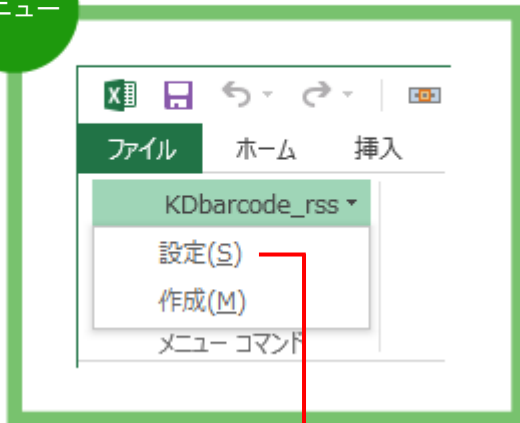 ニュー
ファイル ホーム 挿入
KDbarcode_rss
設定(S)
作成(M)
メニュー コマンド